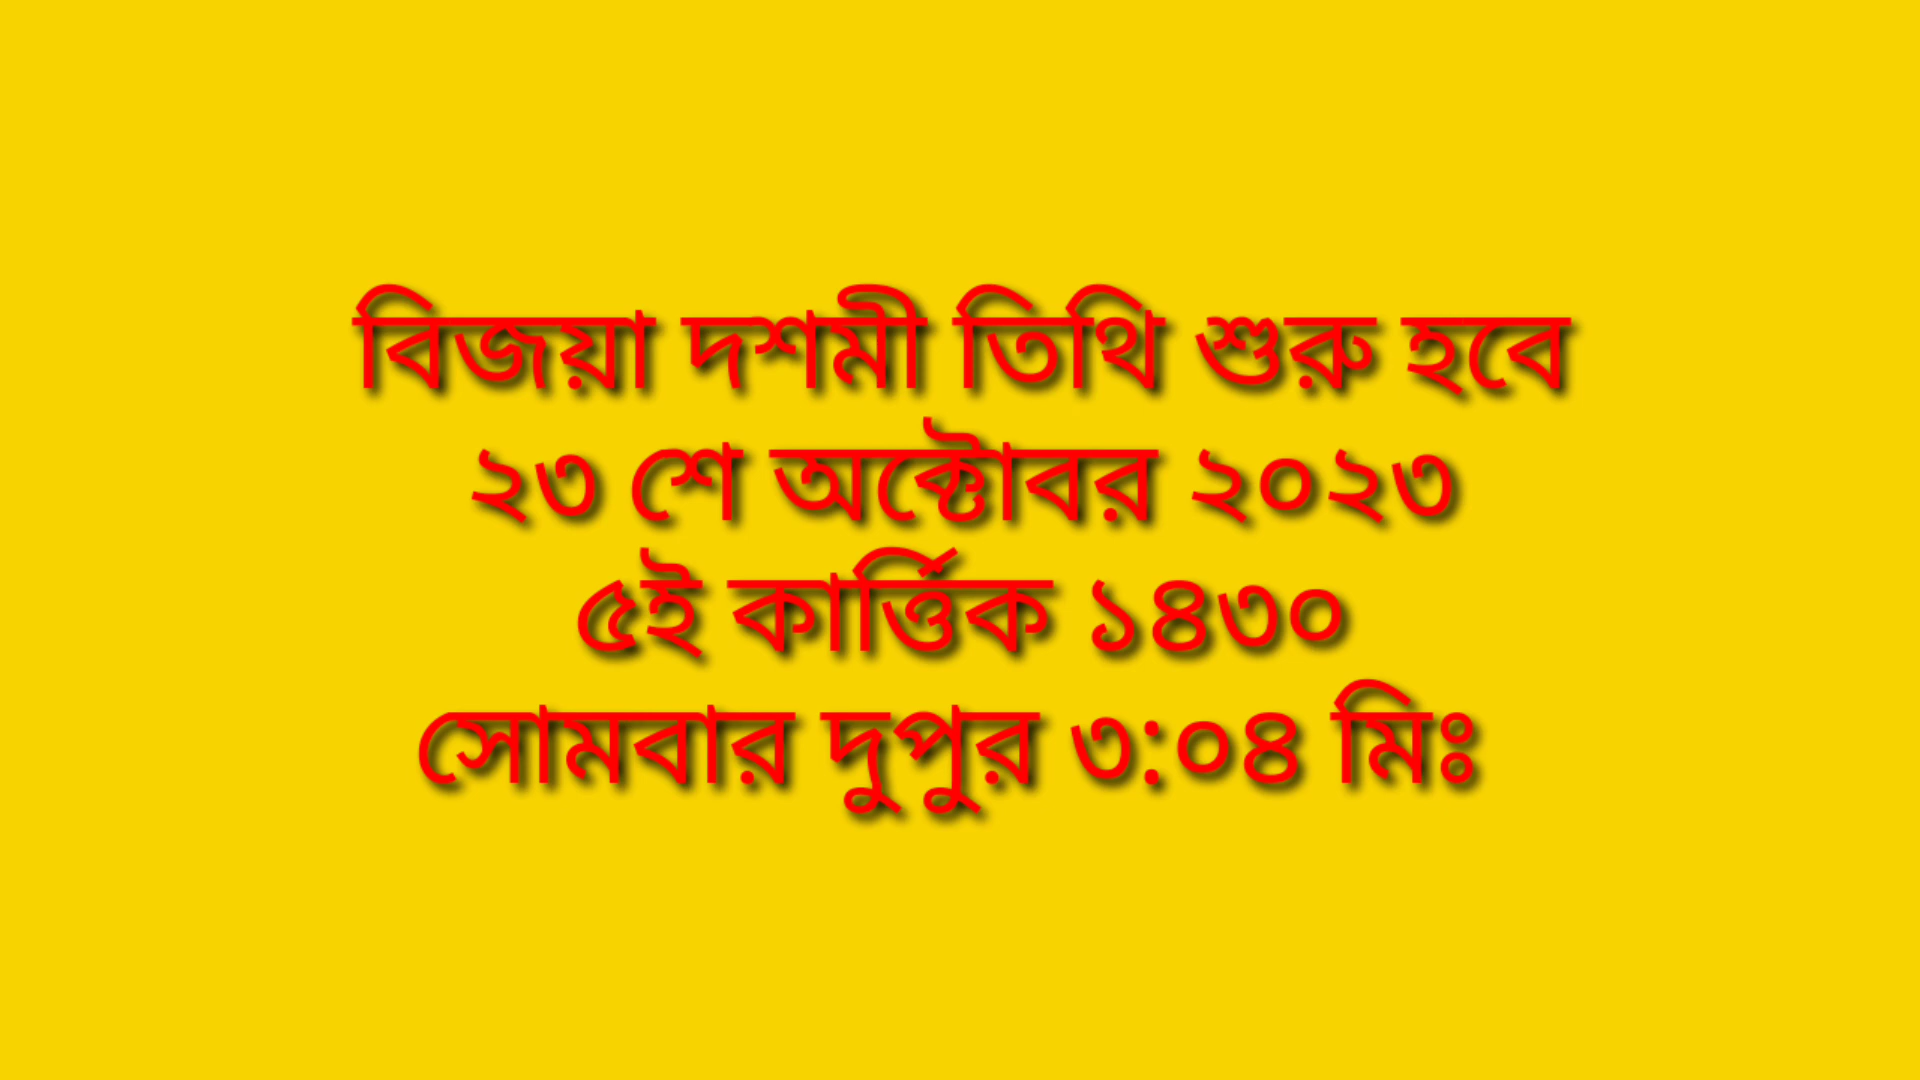 বিজয়া দশমী তিথি শুরু হবে
২৩ শে অক্টোবর ২০২৩
৫ই কার্ত্তিক ১৪৩০
সোমবার দুপুর ৩:০৪ মিঃ